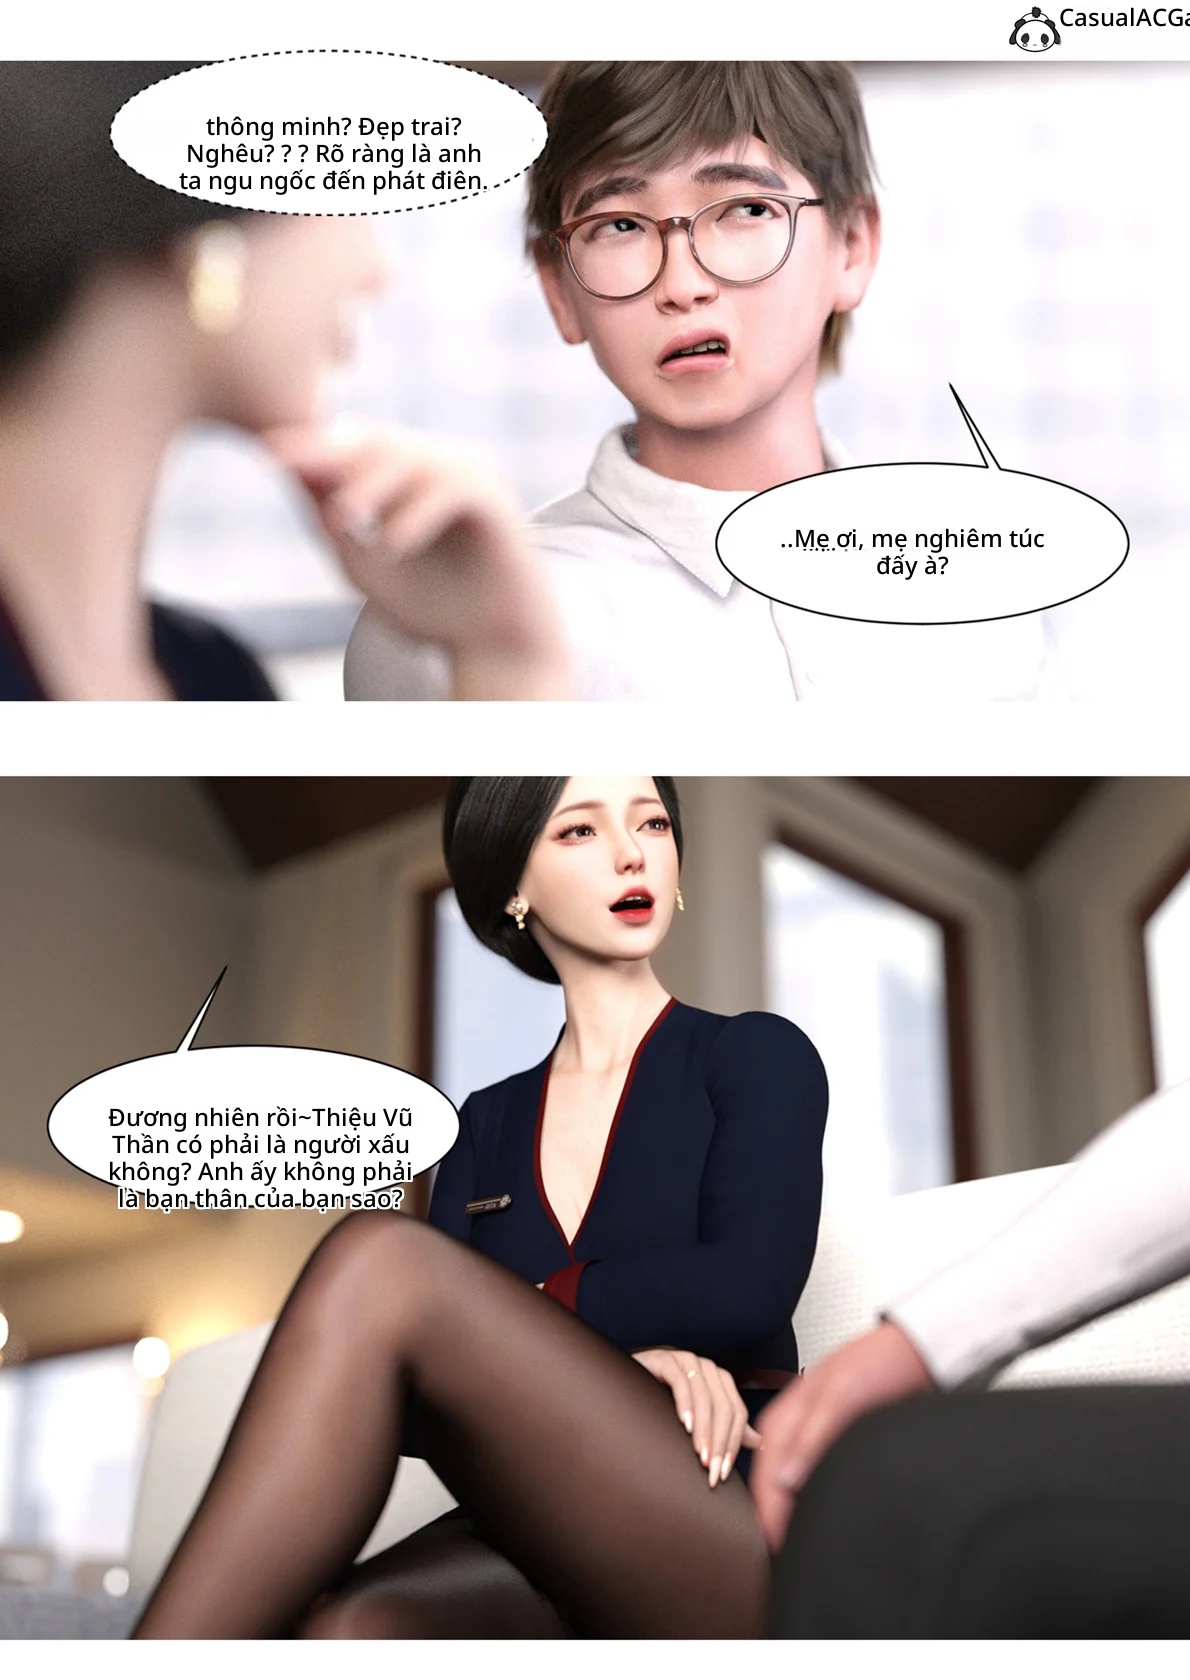 CasualACGa
thông minh? Đẹp trai?
Nghêu? ? ? Rõ ràng là anh
ta ngu ngốc đến phát điên.
..Mẹ ơi, mẹ nghiêm túc
đấy à?
Đương nhiên rồi~Thiệu Vũ
Thần có phải là người xấu
không? Anh ấy không phải
là bạn thân của bạn sao?